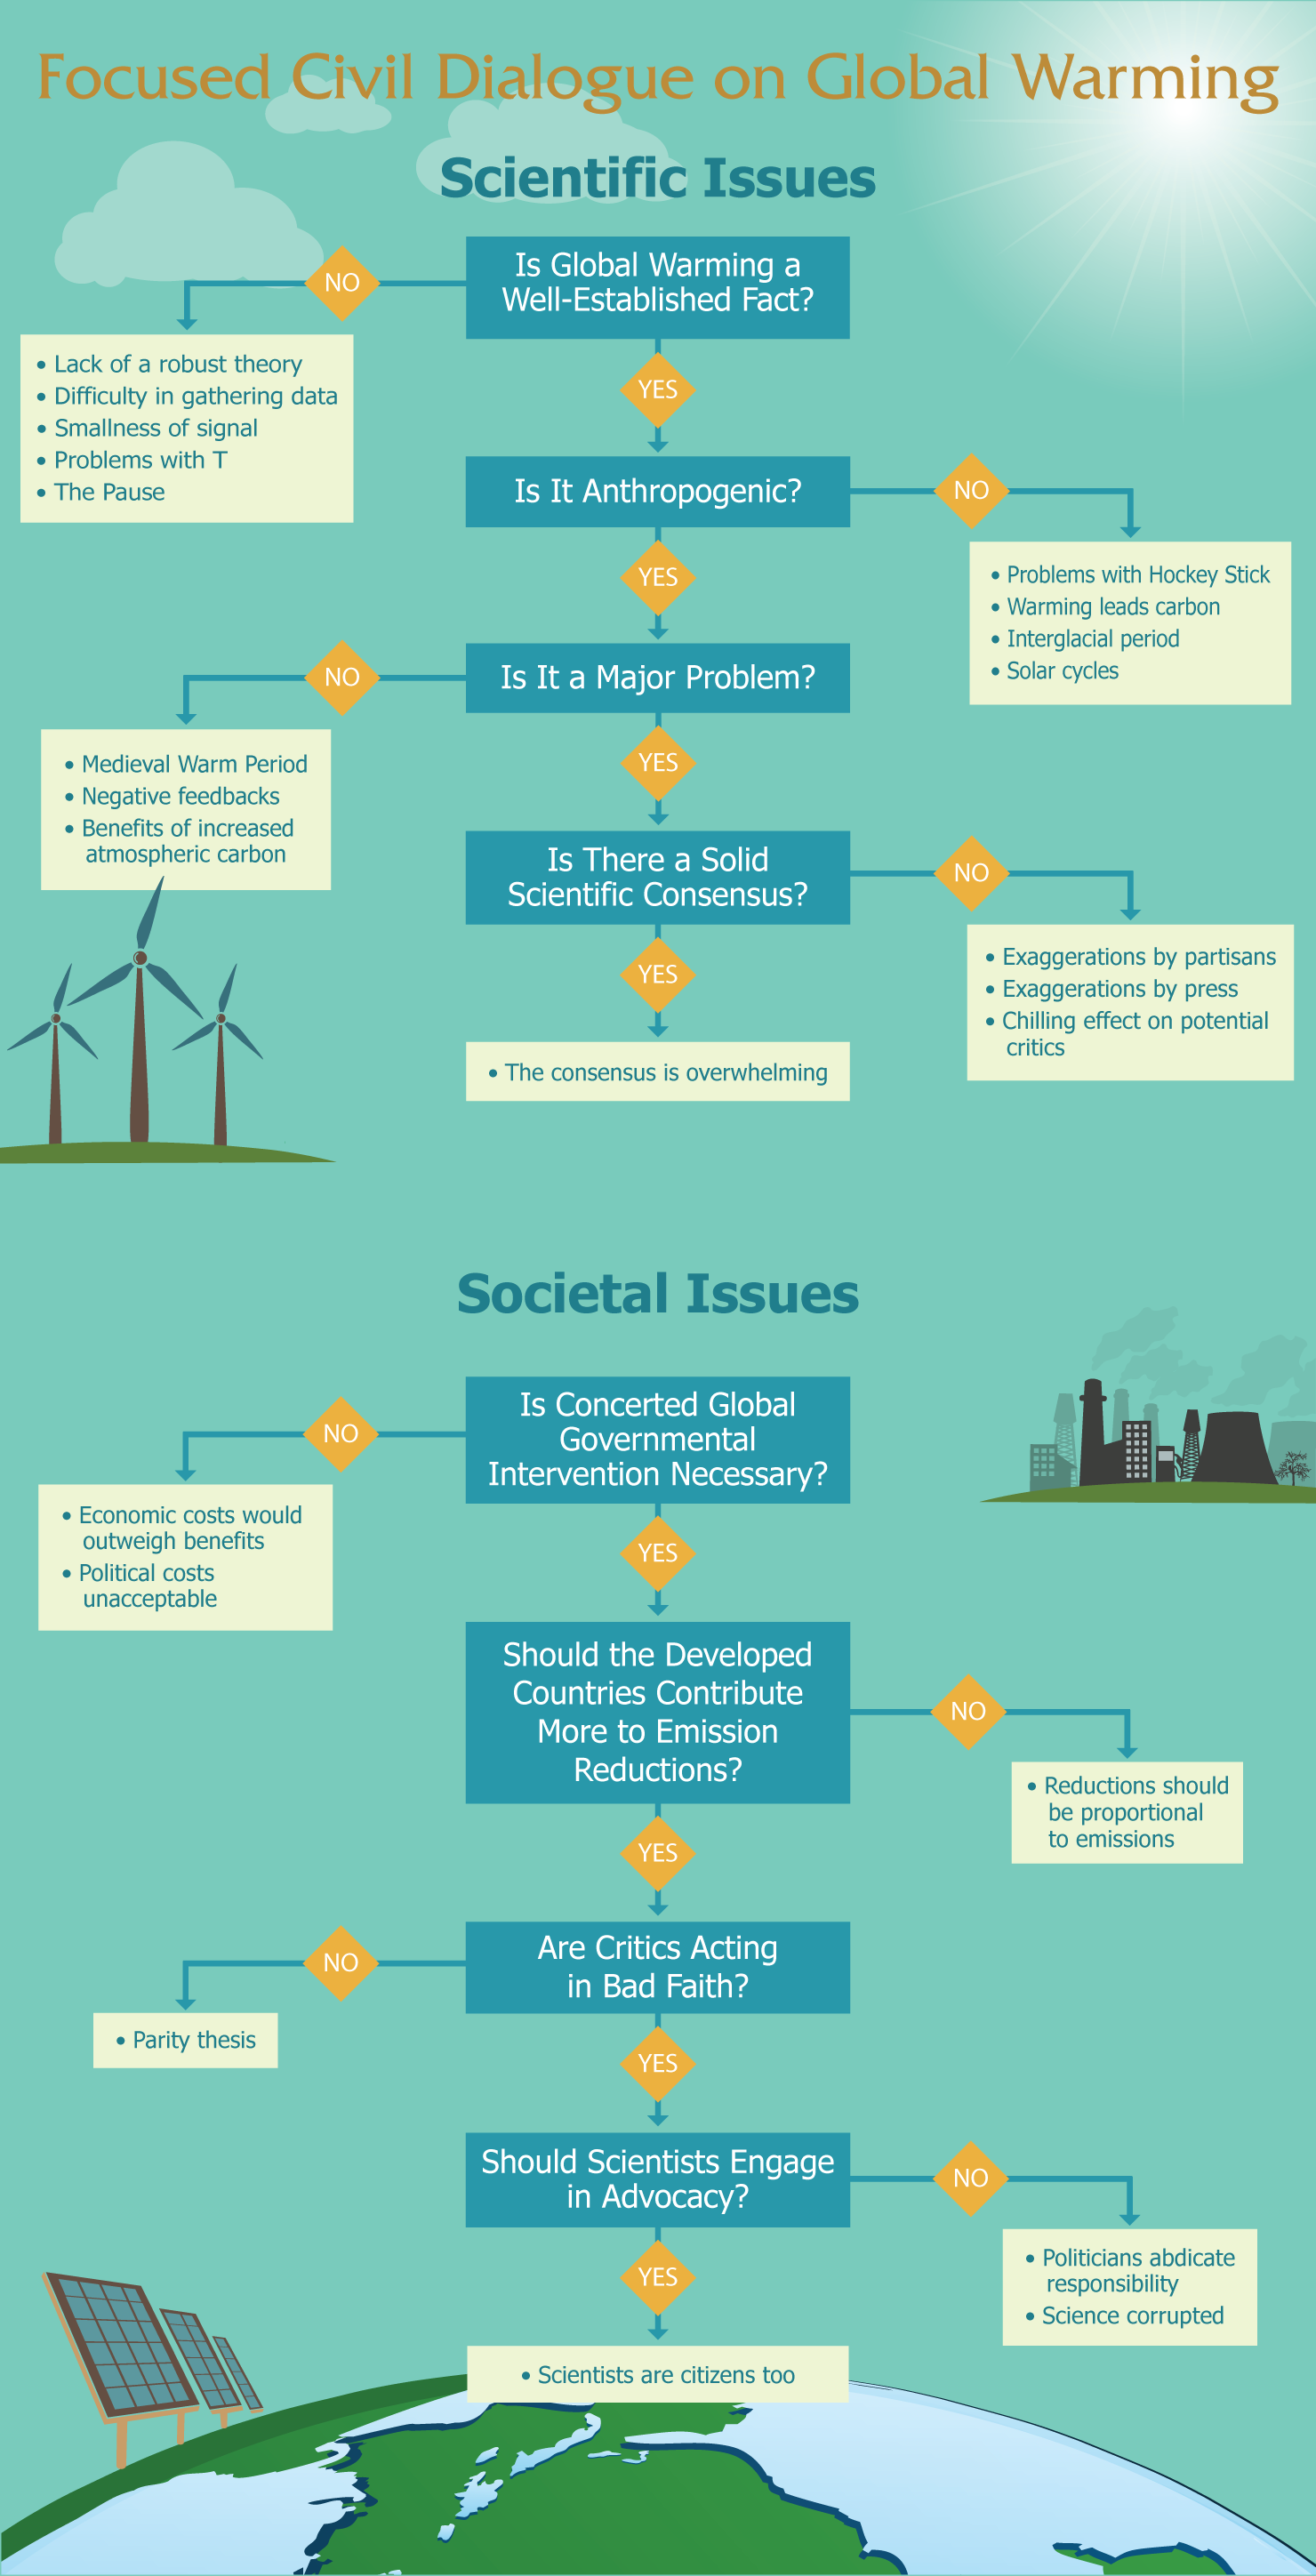 Focused Civil Dialogue on Global Warming
Scientific Issues
Is Global Warming a
Well-Established Fact?
NO
• Lack of a robust theory
• Difficulty in gathering data
• Smallness of signal
• Problems with T
• The Pause
YES
Is It Anthropogenic?
NO
• Problems with Hockey Stick
• Warming leads carbon
• Interglacial period
• Solar cycles
YES
Is It a Major Problem?
NO
• Medieval Warm Period
• Negative feedbacks
• Benefits of increased
atmospheric carbon
YES
Is There a Solid
Scientific Consensus?
NO
• Exaggerations by partisans
• Exaggerations by press
• Chilling effect on potential
critics
YES
• The consensus is overwhelming
Societal Issues
Is Concerted Global
Governmental
Intervention Necessary?
NO
• Economic costs would
outweigh benefits
• Political costs
unacceptable
YES
Should the Developed
Countries Contribute
More to Emission
Reductions?
NO
• Reductions should
be proportional
to emissions
YES
Are Critics Acting
in Bad Faith?
NO
• Parity thesis
YES
Should Scientists Engage
in Advocacy?
NO
• Politicians abdicate
responsibility
• Science corrupted
YES
• Scientists are citizens too